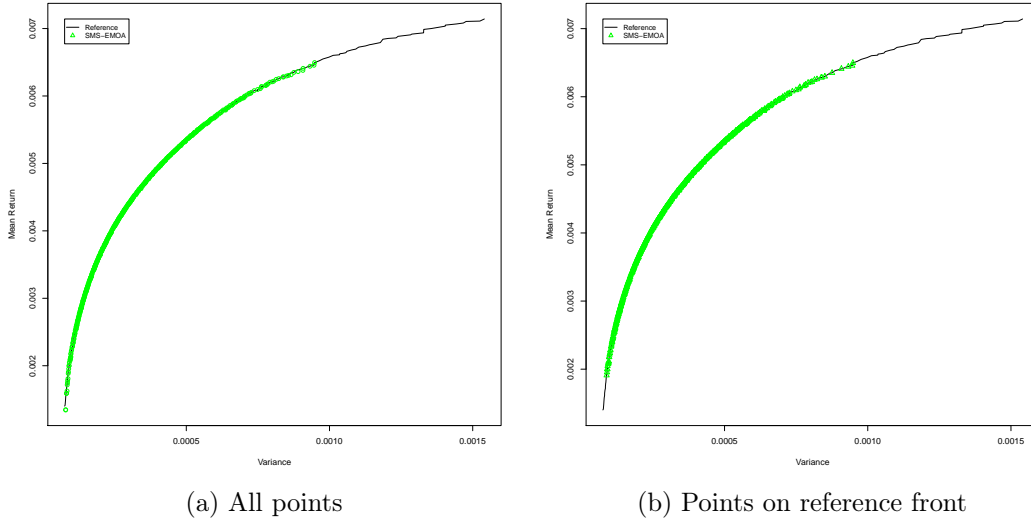 Reference
SMS−EMOA
0.002 0.003 0.004 0.005 0.006 0.007
Mean Return
0.0005 0.0010 0.0015
Variance
(a) All points
Reference
SMS−EMOA
0.002 0.003 0.004 0.005 0.006 0.007
Mean Return
0.0005 0.0010 0.0015
Variance
(b) Points on reference front